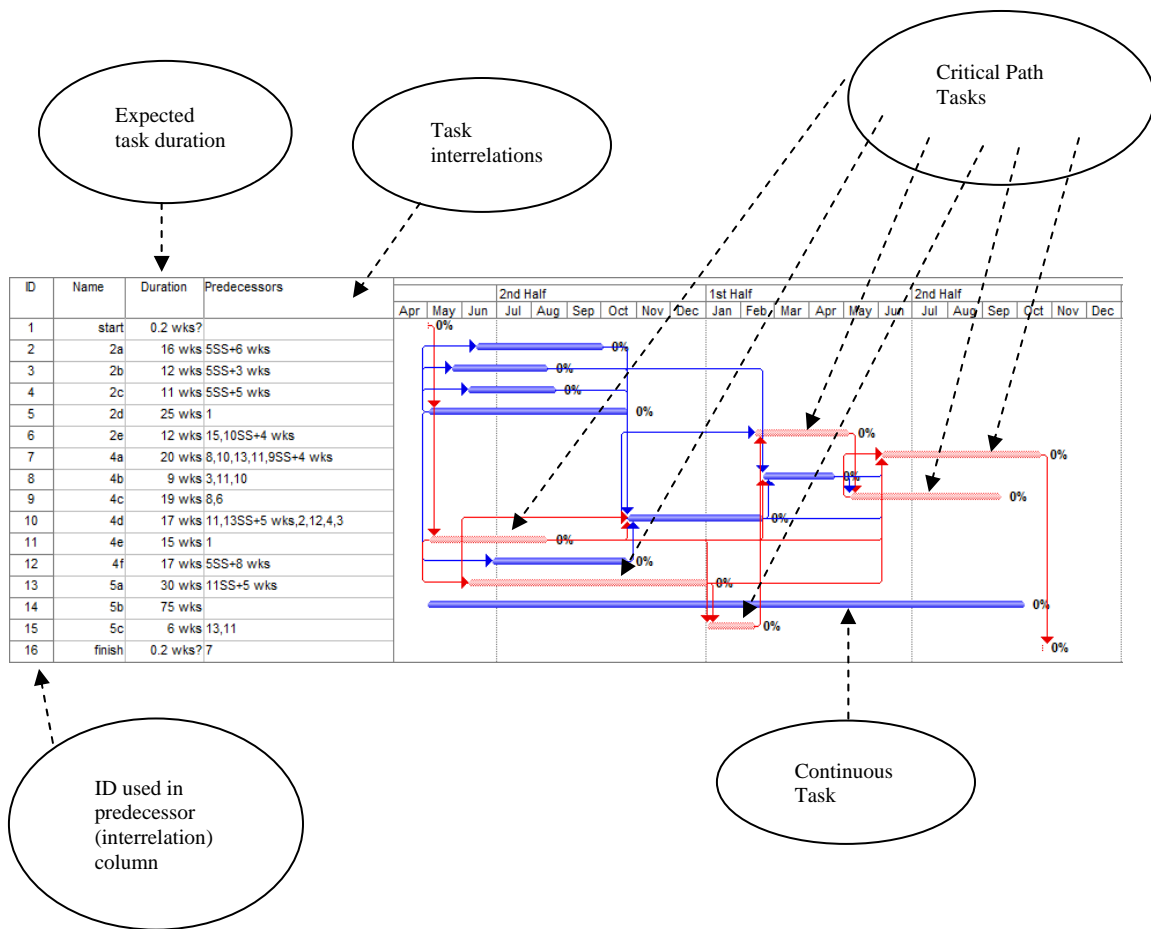 Critical Path
Tasks
Expected
task duration
Task
interrelations
ID Name Duration Predecessors
2nd Half 1st Half 2nd Half
Apr May Jun Jul Aug Sep Oct Nov Dec Jan Feb Mar Apr May Jun Jul Aug Sep Oct Nov Dec
1 start 0.2 wks? 0%
2 2a 16 wks 5SS+6 wks 0%
3 2b 12 wks 5SS+3 wks 0%
4 2c 11 wks 5SS+5 wks 0%
5 2d 25 wks 1 0%
6 2e 12 wks 15,10SS+4 wks 0%
7 4a 20 wks 8,10,13,11,9SS+4 wks 0%
8 4b 9 wks 3,11,10 0%
9 4c 19 wks 8,6 0%
10 4d 17 wks 11,13SS+5 wks,2,12,4,3 0%
11 4e 15 wks 1 0%
12 4f 17 wks 5SS+8 wks 0%
13 5a 30 wks 11SS+5 wks 0%
14 5b 75 wks 0%
15 5c 6 wks 13,11 0%
16 finish 0.2 wks? 7 0%
ID used in
predecessor
(interrelation)
column
Continuous
Task